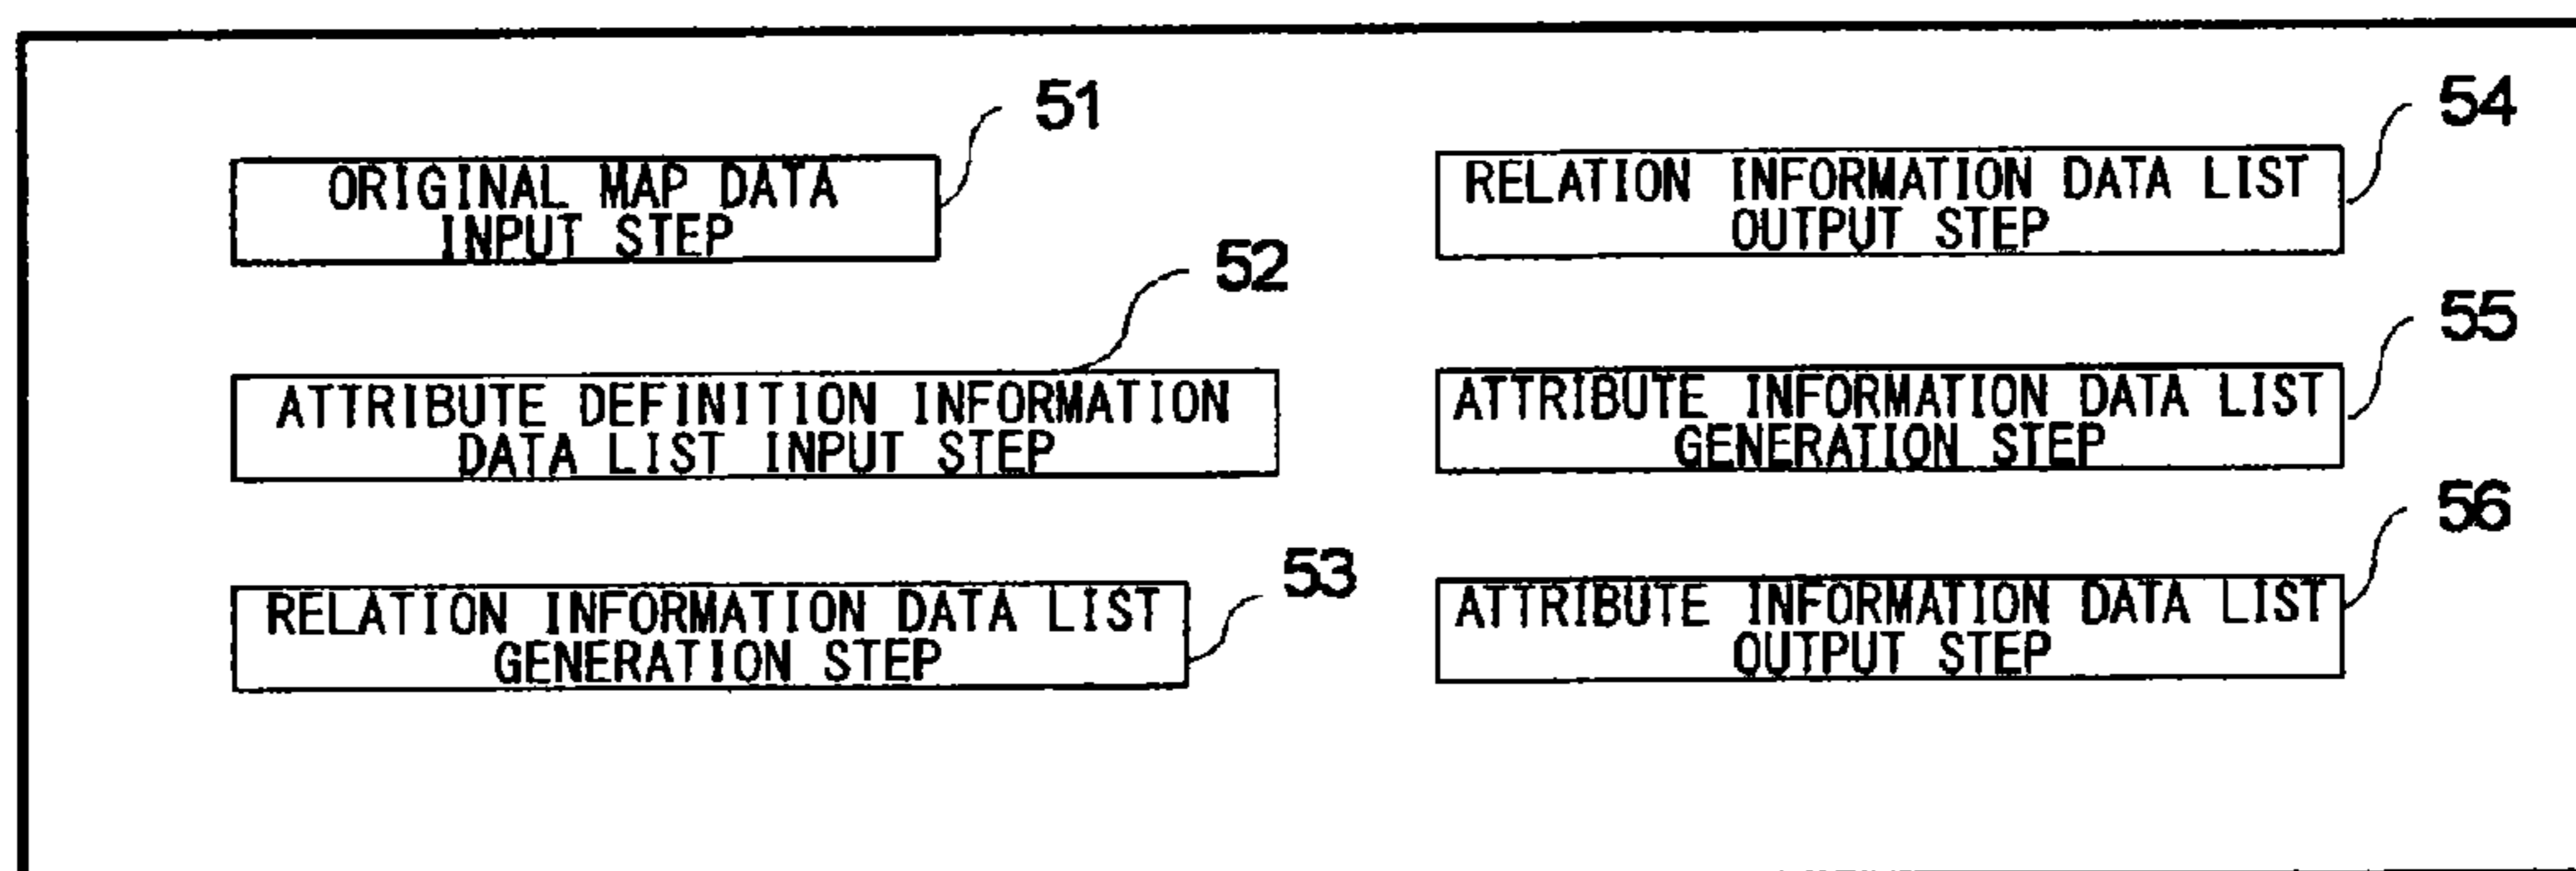 51
ORIGINAL MAP DATA
INPUT STEP
52
ATTRIBUTE DEFINITION INFORMATION
DATA LIST INPUT STEP
53
RELATION INFORMATION DATA LIST
GENERATION STEP
54
RELATION INFORMATION DATA LIST
OUTPUT STEP
55
ATTRIBUTE INFORMATION DATA LIST
GENERATION STEP
56
ATTRIBUTE INFORMATION DATA LIST
OUTPUT STEP